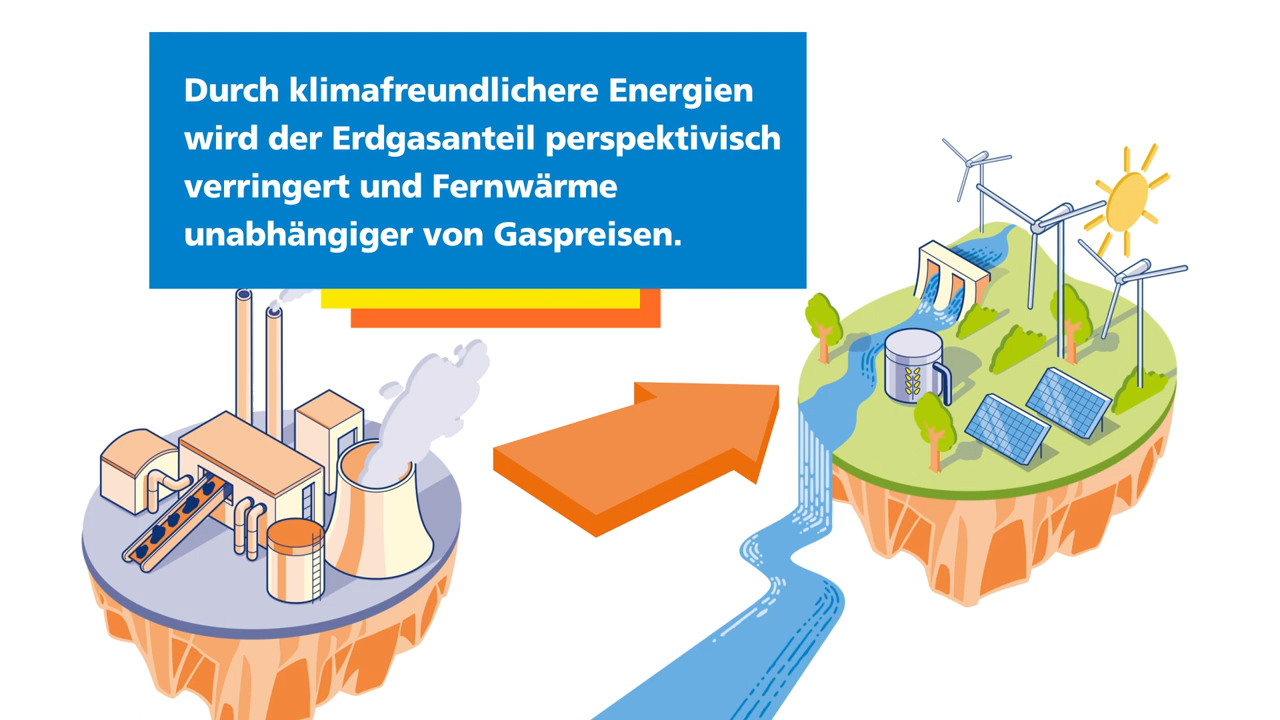 Durch klimafreundlichere Energien
wird der Erdgasanteil perspektivisch
verringert und Fernwärme
unabhängiger von Gaspreisen.